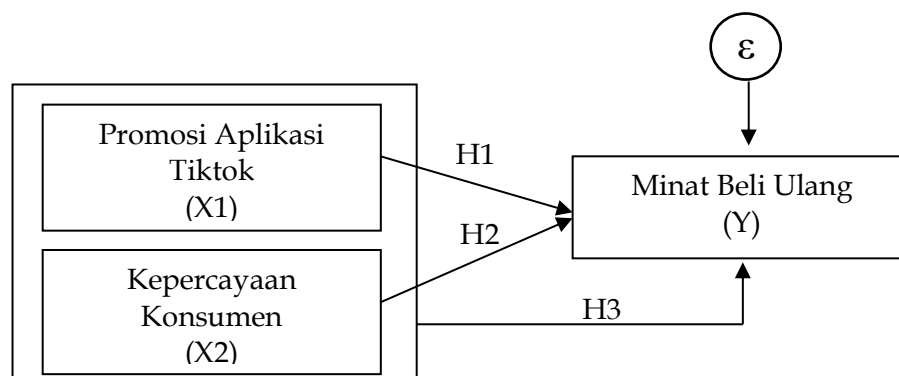 ε
Promosi Aplikasi
Tiktok
(X1)
H1
Minat Beli Ulang
(Y)
H2
Kepercayaan
Konsumen
(X2)
H3